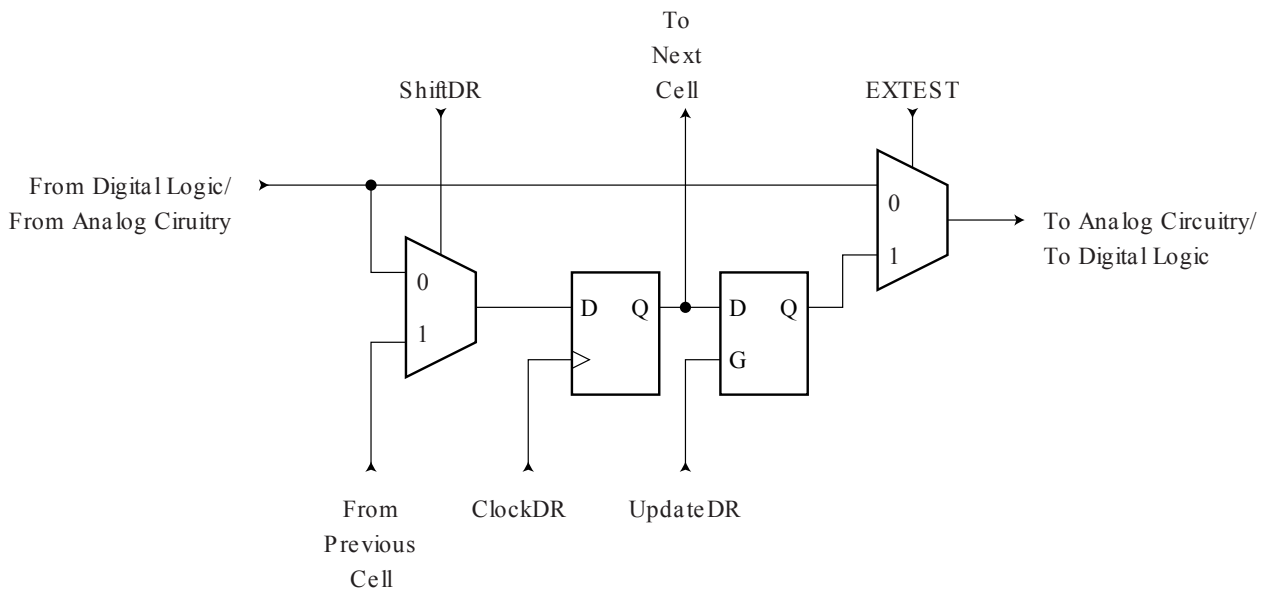 To
Next
Cell
ShiftDR
EXTEST
From Digital Logic/
From Analog Ciruitry
0
1
To Analog Circuitry/
To Digital Logic
0
1
D
Q
D
Q
G
From
Previous
Cell
ClockDR
UpdateDR